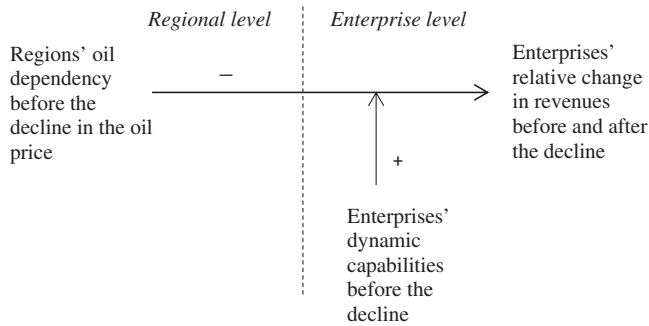 Regional level
Enterprise level
Regions’ oil
dependency
before the
decline in the oil
price
–
Enterprises’
relative change
in revenues
before and after
the decline
+
Enterprises’
dynamic
capabilities
before the
decline